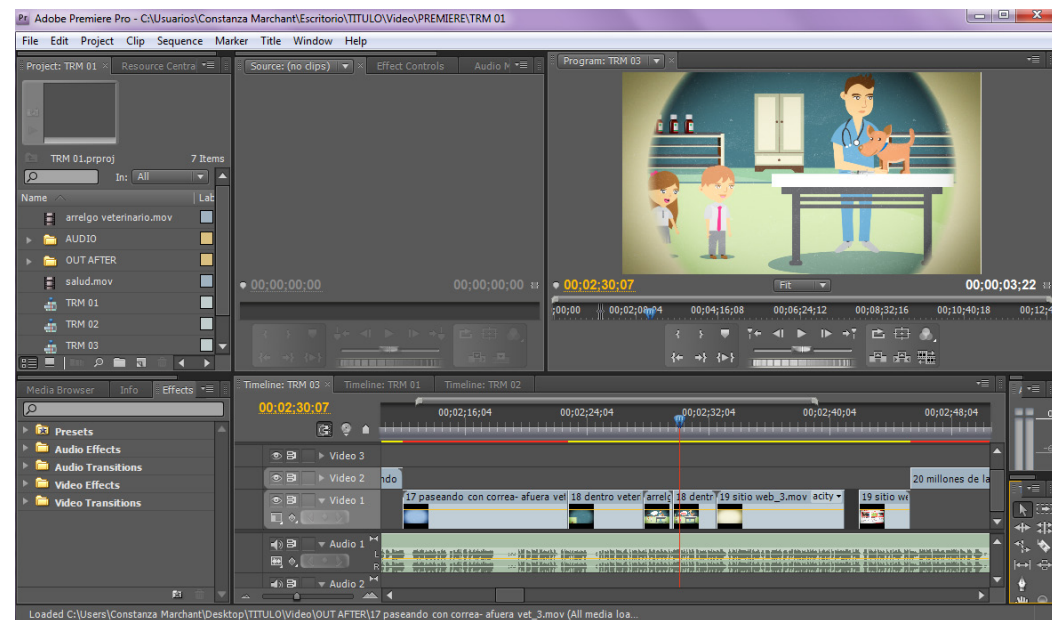 Pr Adobe Premiere Pro - C:\Usuarios\Constanza Marchant\Escritorio\TITULO\Video\PREMIERE\TRM 01
File Edit Project Clip Sequence Marker Title Window Help
Project: TRM 01 × Resource Centra
Source: (no clips) × Effect Controls Audio M
Program: TRM 03 ×
TRM 01.prproj 7 Items
In: All
Name Lab
arrelgo veterinario.mov
AUDIO
OUT AFTER
salud.mov
TRM 01
TRM 02
TRM 03
00;00;00;00 00;00;00;00
00;02;30;07 Fit 00;00;03;22
;00;00 00;02;08;04 00;04;16;08 00;06;24;12 00;08;32;16 00;10;40;18 00;12;4
Media Browser Info Effects
Presets
Audio Effects
Audio Transitions
Video Effects
Video Transitions
Timeline: TRM 03 × Timeline: TRM 01 Timeline: TRM 02
00;02;30;07
00;02;16;04 00;02;24;04 00;02;32;04 00;02;40;04 00;02;48;04
Video 3
Video 2 ndo 20 millones de la
Video 1 17 paseando con correa- afuera vet 18 dentro veter arrelg 18 dentr 19 sitio web_3.mov acity 19 sitio we
Audio 1
L
R
Audio 2
Loaded C:\Users\Constanza Marchant\Desktop\TITULO\Video\OUT AFTER\17 paseando con correa- afuera vet_3.mov (All media loa...